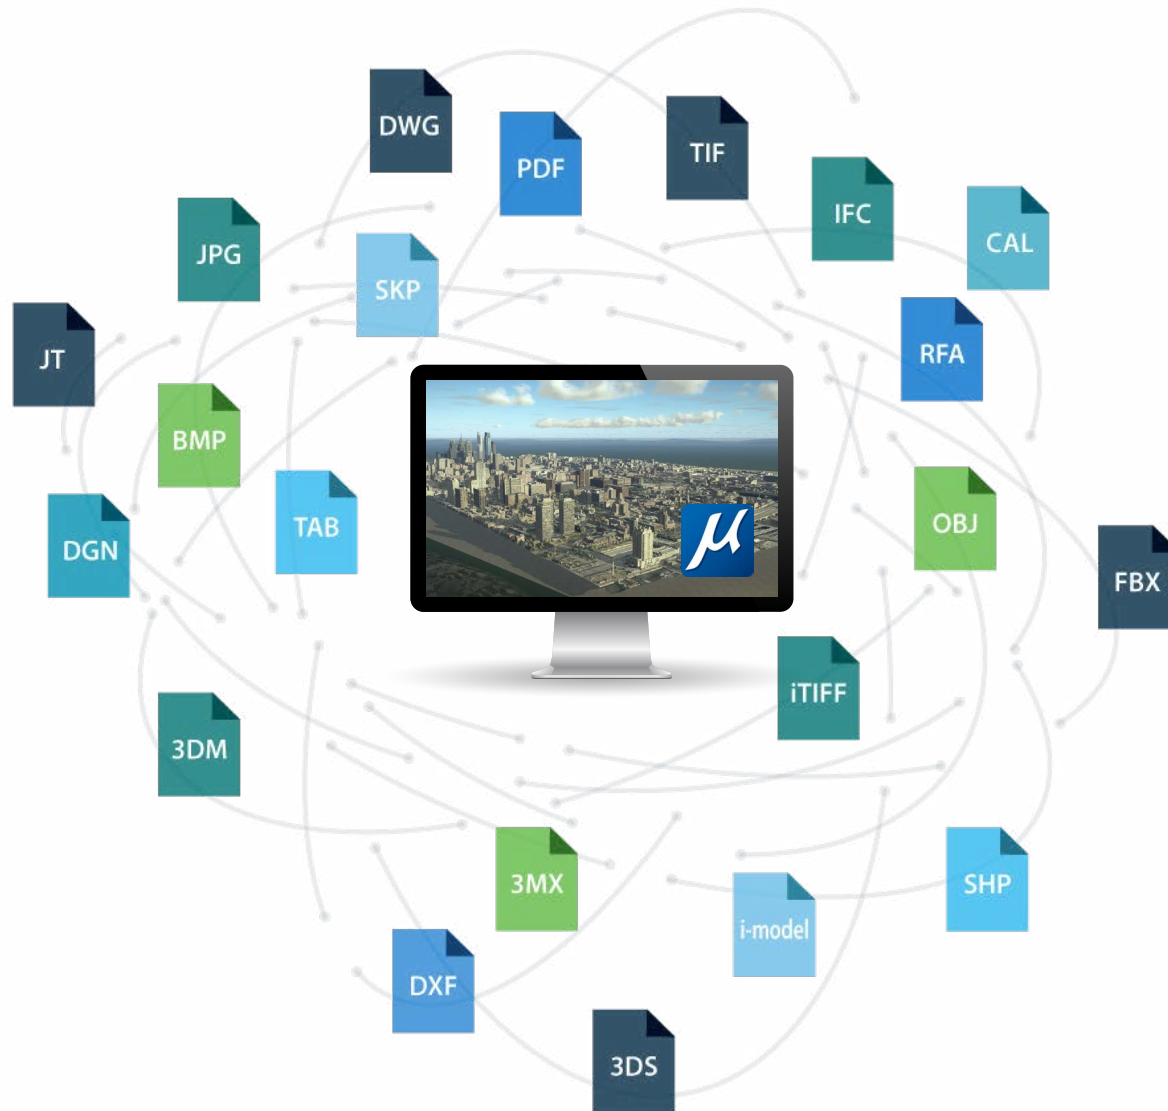 DWG
PDF
TIF
IFC
CAL
JPG
SKP
RFA
JT
BMP
TAB
OBJ
DGN
FBX
iTIFF
3DM
3MX
SHP
i-model
DXF
3DS
μ